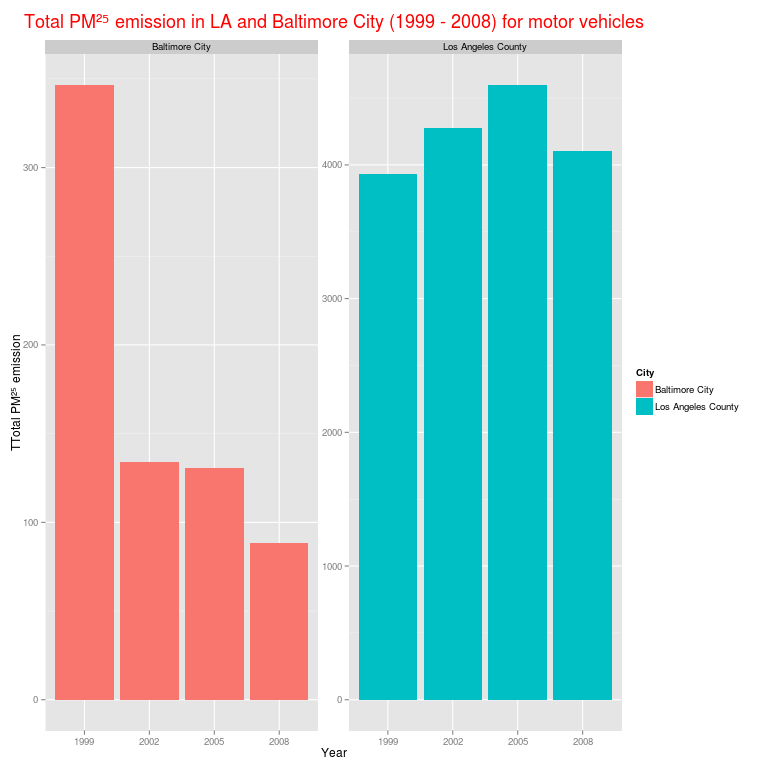 Total PM²⁵ emission in LA and Baltimore City (1999 - 2008) for motor vehicles
Baltimore City
Los Angeles County
TTotal PM²⁵ emission
300
200
100
0
4000
3000
2000
1000
0
1999 2002 2005 2008
1999 2002 2005 2008
Year
City
Baltimore City
Los Angeles County